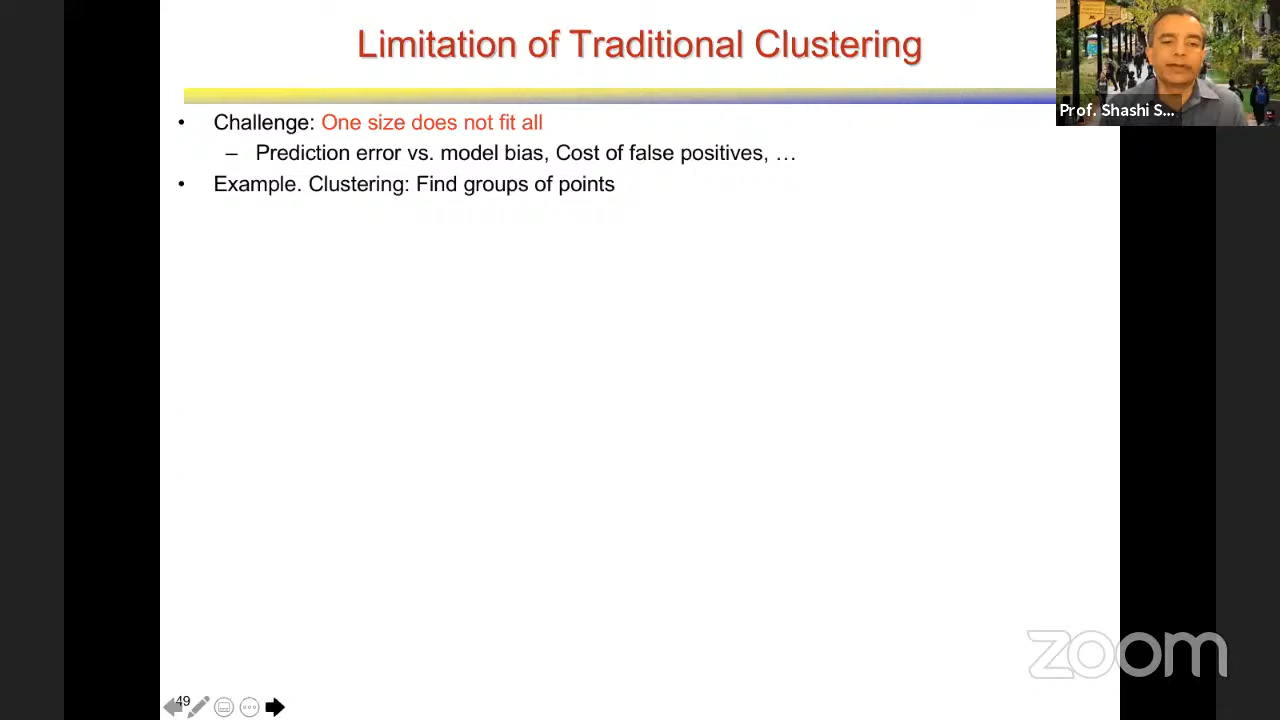 Limitation of Traditional Clustering
Prof. Shashi S...
• Challenge: One size does not fit all
– Prediction error vs. model bias, Cost of false positives, …
• Example. Clustering: Find groups of points
zoom
49